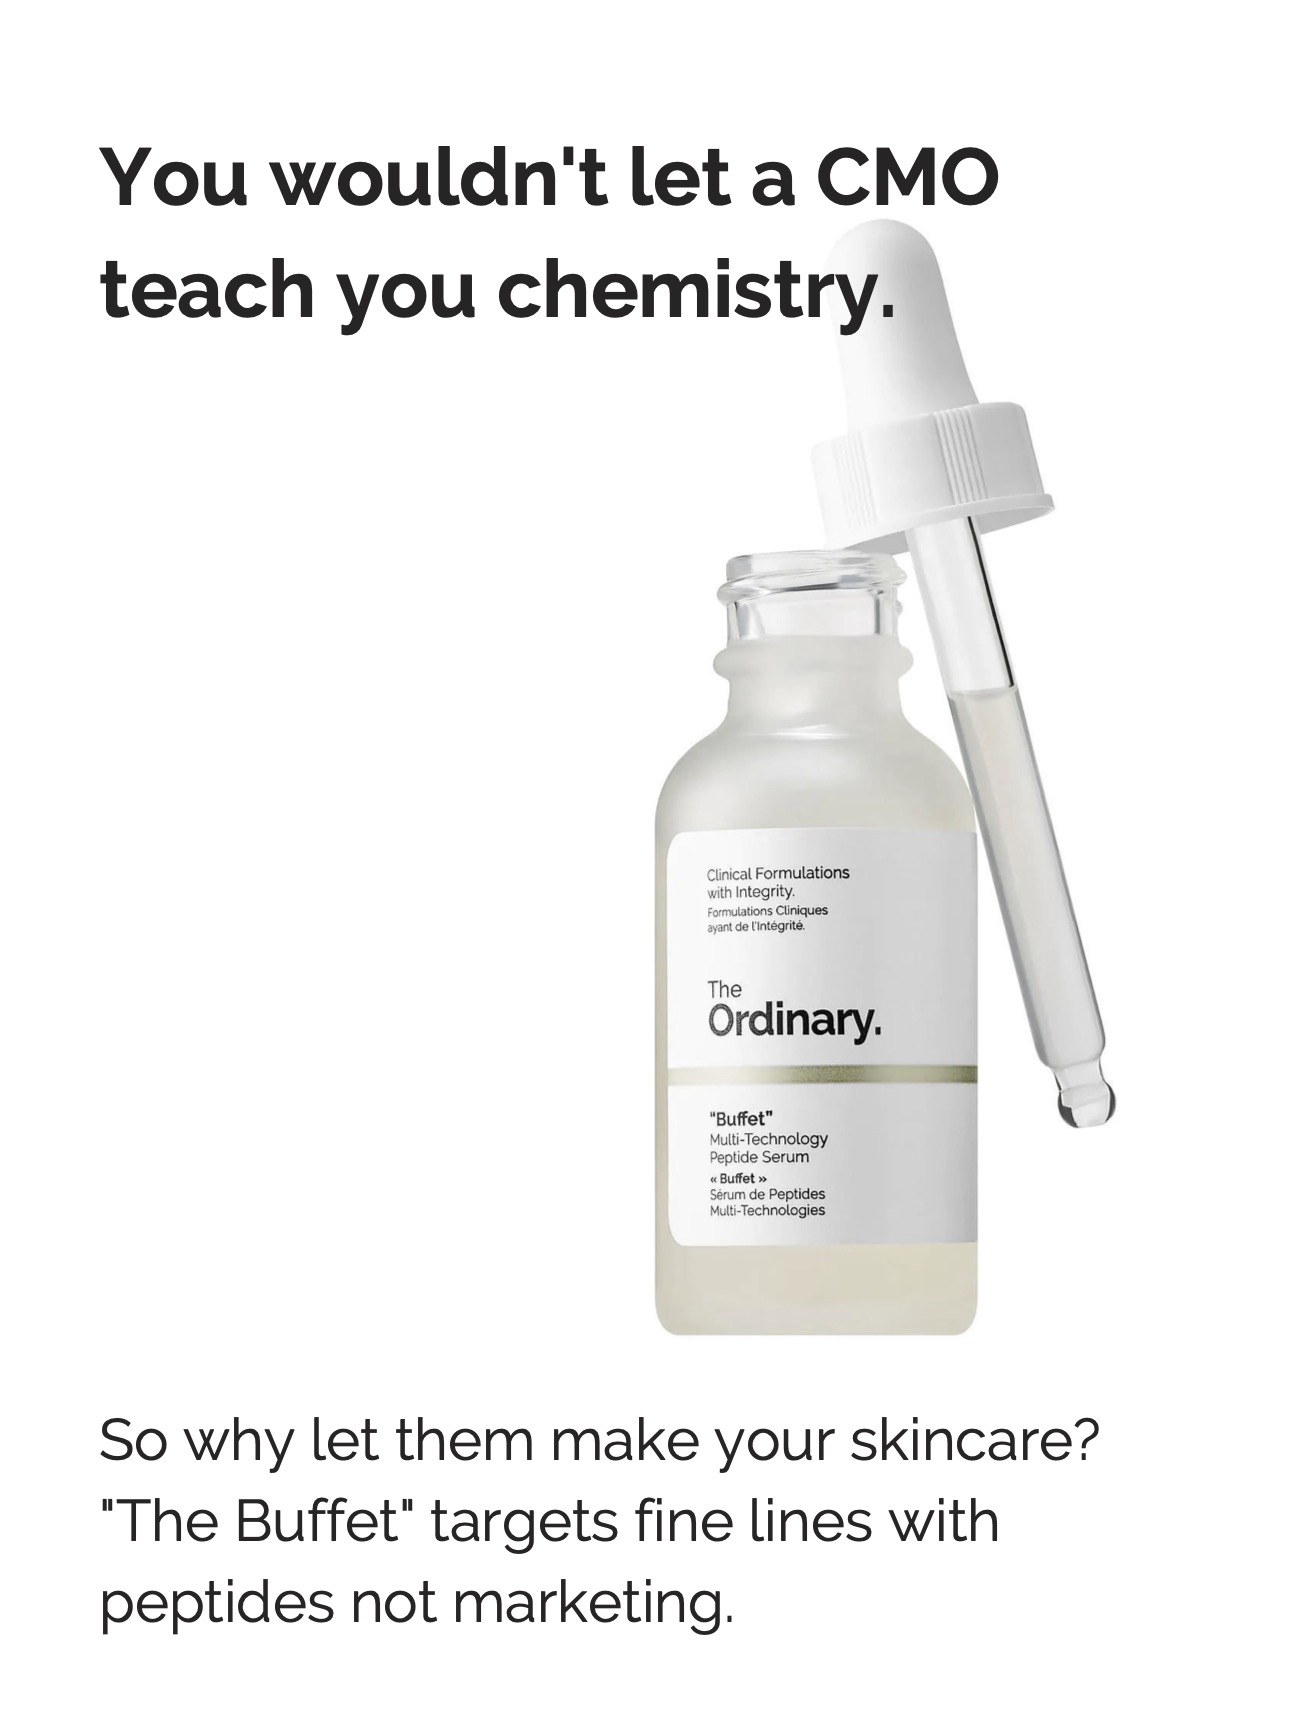 You wouldn't let a CMO
teach you chemistry.
Clinical Formulations
with Integrity.
Formulations Cliniques
ayant de l'Intégrité.
The
Ordinary.
"Buffet"
Multi-Technology
Peptide Serum
« Buffet »
Sérum de Peptides
Multi-Technologies
So why let them make your skincare?
"The Buffet" targets fine lines with
peptides not marketing.